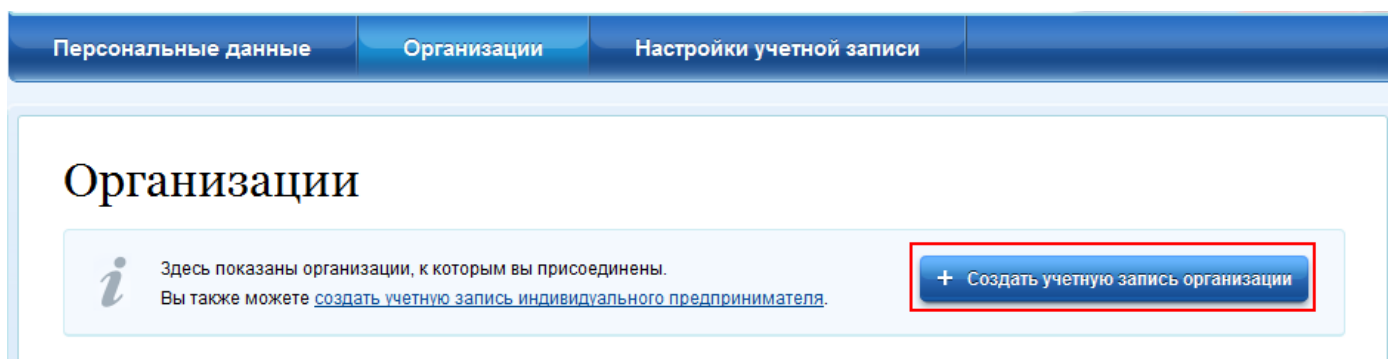 Персональные данные Организации Настройки учетной записи
Организации
Здесь показаны организации, к которым вы присоединены.
Вы также можете создать учетную запись индивидуального предпринимателя.
+ Создать учетную запись организации